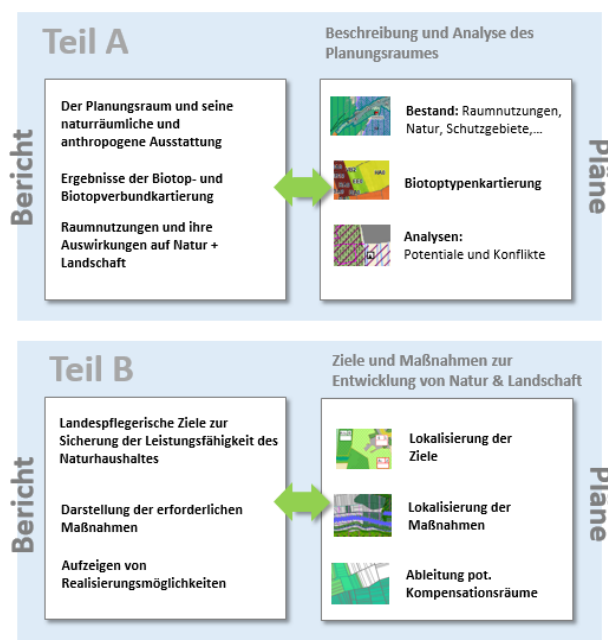 Teil A
Beschreibung und Analyse des
Planungsraumes
Bericht
Der Planungsraum und seine
naturräumliche und
anthropogene Ausstattung
Ergebnisse der Biotop- und
Biotopverbundkartierung
Raumnutzungen und ihre
Auswirkungen auf Natur +
Landschaft
Bestand: Raumnutzungen,
Natur, Schutzgebiete,...
Biotoptypenkartierung
Analysen:
Potentiale und Konflikte
Pläne
Teil B
Ziele und Maßnahmen zur
Entwicklung von Natur & Landschaft
Bericht
Landespflegerische Ziele zur
Sicherung der Leistungsfähigkeit des
Naturhaushaltes
Darstellung der erforderlichen
Maßnahmen
Aufzeigen von
Realisierungsmöglichkeiten
Lokalisierung der
Ziele
Lokalisierung der
Maßnahmen
Ableitung pot.
Kompensationsräume
Pläne